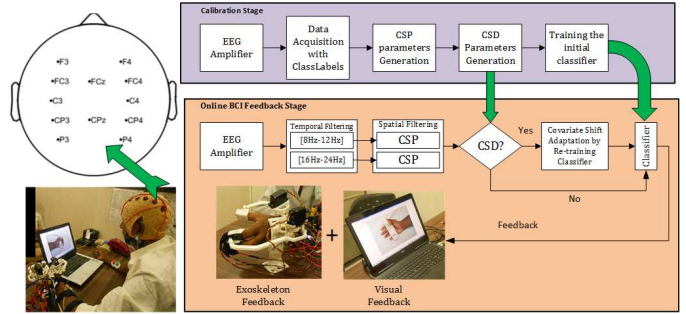 F3
F4
FC3
FCz
FC4
C3
C4
CP3
CPz
CP4
P3
P4
Calibration Stage
EEG
Amplifier
Data
Acquisition
with
ClassLabels
CSP
parameters
Generation
CSD
Parameters
Generation
Training the
initial
classifier
Online BCI Feedback Stage
EEG
Amplifier
Temporal Filtering
[8Hz-12Hz]
[16Hz-24Hz]
Spatial Filtering
CSP
CSP
CSD?
Yes
No
Covariate Shift
Adaptation by
Re-training
Classifier
Classifier
Feedback
Exoskeleton
Feedback
+
Visual
Feedback